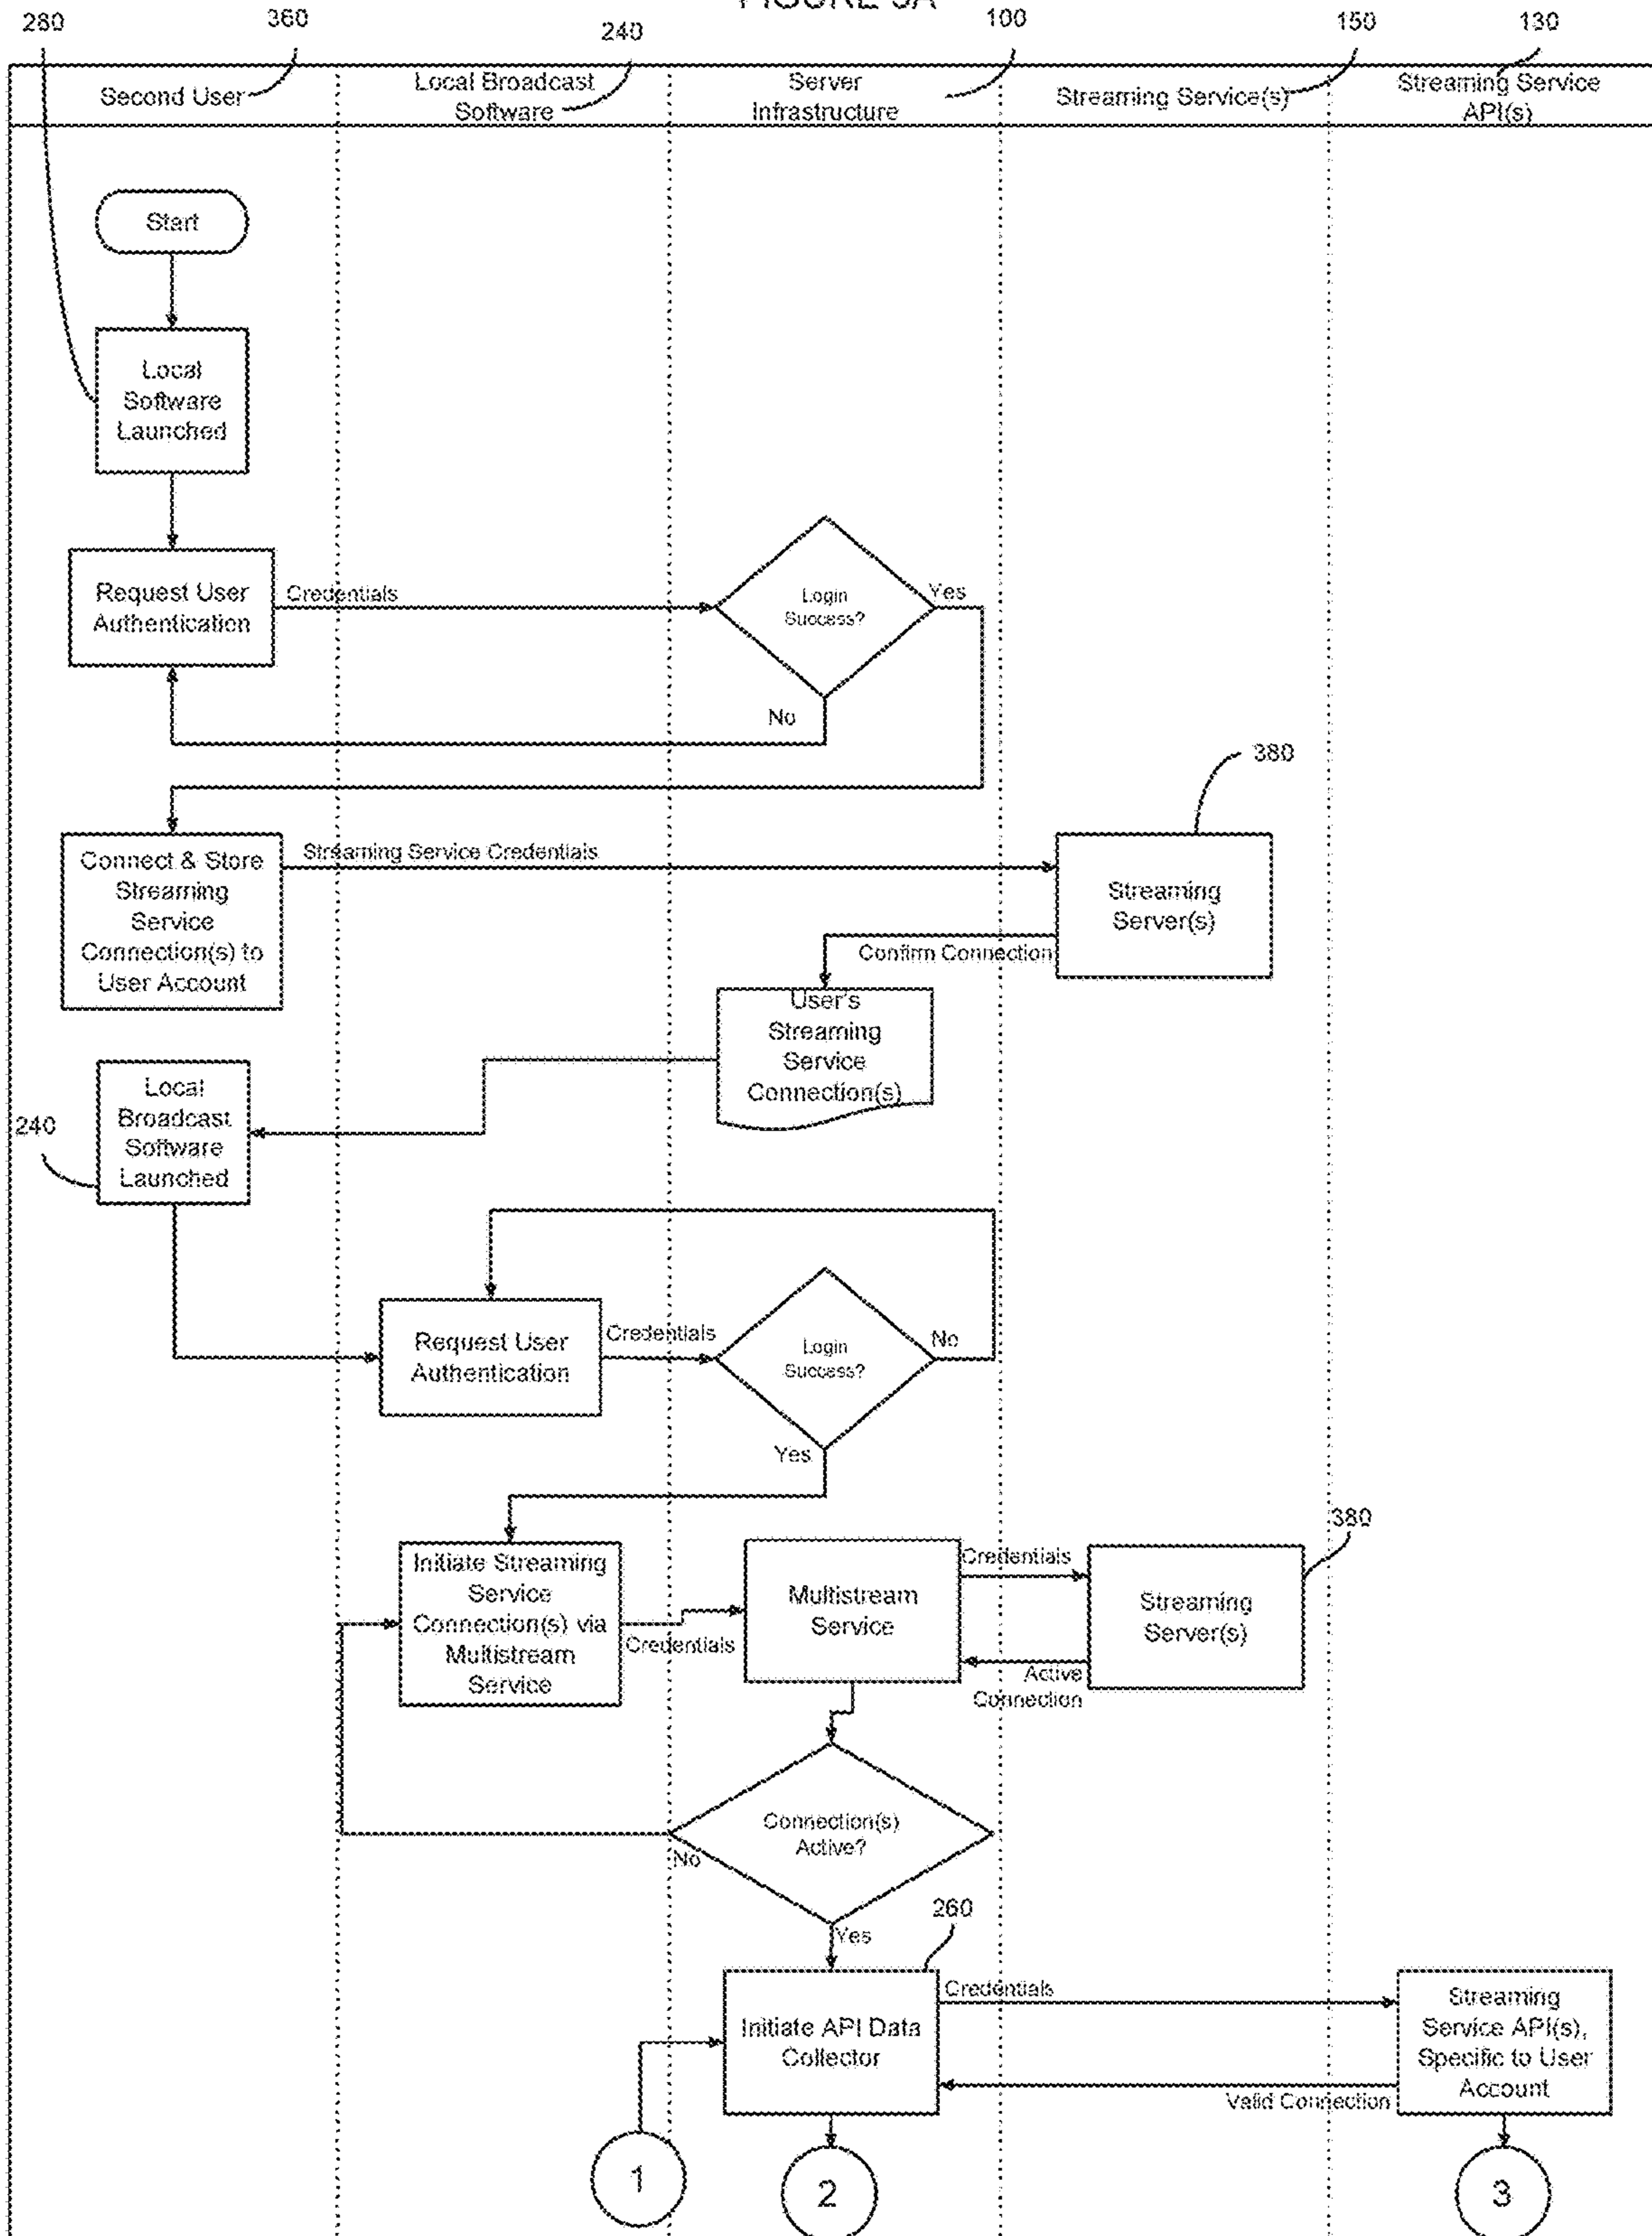 280
360
240
100
150
130
Second User
Local Broadcast
Software
Server
Infrastructure
Streaming Service(s)
Streaming Service
API(s)
Start
Local
Software
Launched
Request User
Authentication
Credentials
Login
Success?
Yes
No
380
Connect & Store
Streaming
Service
Connection(s) to
User Account
Streaming Service Credentials
Streaming
Server(s)
Confirm Connection
User's
Streaming
Service
Connection(s)
Local
Broadcast
Software
Launched
240
Request User
Authentication
Credentials
Login
Success?
No
Yes
380
Initiate Streaming
Service
Connection(s) via
Multistream
Service
Credentials
Multistream
Service
Credentials
Streaming
Server(s)
Active
Connection
Connection(s)
Active?
No
Yes
260
Initiate API Data
Collector
Credentials
Streaming
Service API(s),
Specific to User
Account
Valid Connection
1
2
3